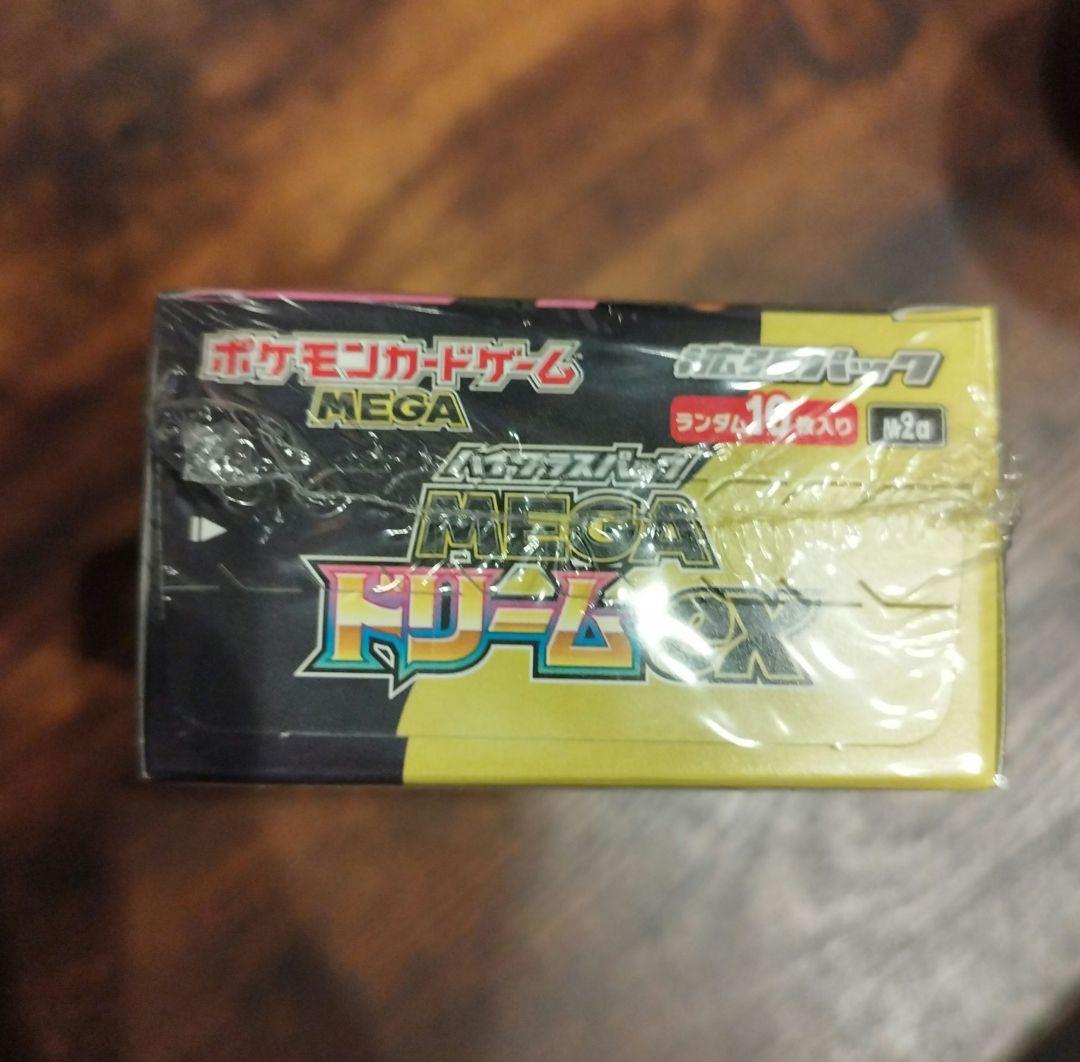 ポケモンカードゲーム
MEGA
拡張パック
ランダム10枚入り
M2a
ハイクラスパック
MEGA
ドリームex